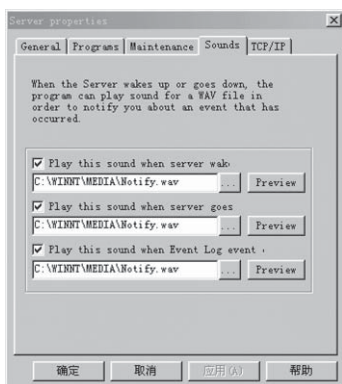 Server properties
General Programs Maintenance Sounds TCP/IP
When the Server wakes up or goes down, the
program can play sound for a WAV file in
order to notify you about an event that has
occurred.
Play this sound when server wak
C:\WINNT\MEDIA\Notify.wav ... Preview
Play this sound when server goes
C:\WINNT\MEDIA\Notify.wav ... Preview
Play this sound when Event Log event
C:\WINNT\MEDIA\Notify.wav ... Preview
确定 取消 应用(A) 帮助